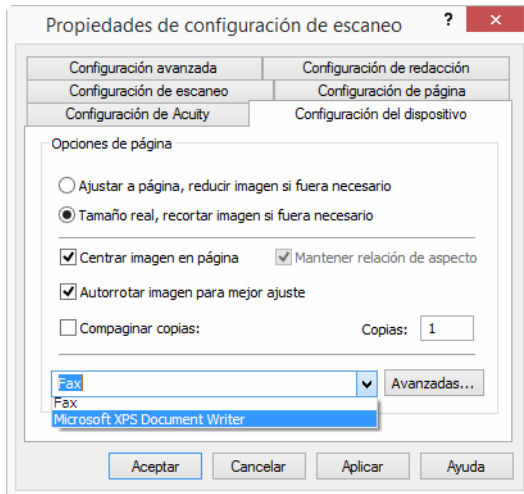 Propiedades de configuración de escaneo ? ×
Configuración avanzada Configuración de redacción
Configuración de escaneo Configuración de página
Configuración de Acuity Configuración del dispositivo
Opciones de página
Ajustar a página, reducir imagen si fuera necesario
Tamaño real, recortar imagen si fuera necesario
Centrar imagen en página Mantener relación de aspecto
Autorrotar imagen para mejor ajuste
Compaginar copias: Copias: 1
Fax Avanzadas...
Fax
Microsoft XPS Document Writer
Aceptar Cancelar Aplicar Ayuda